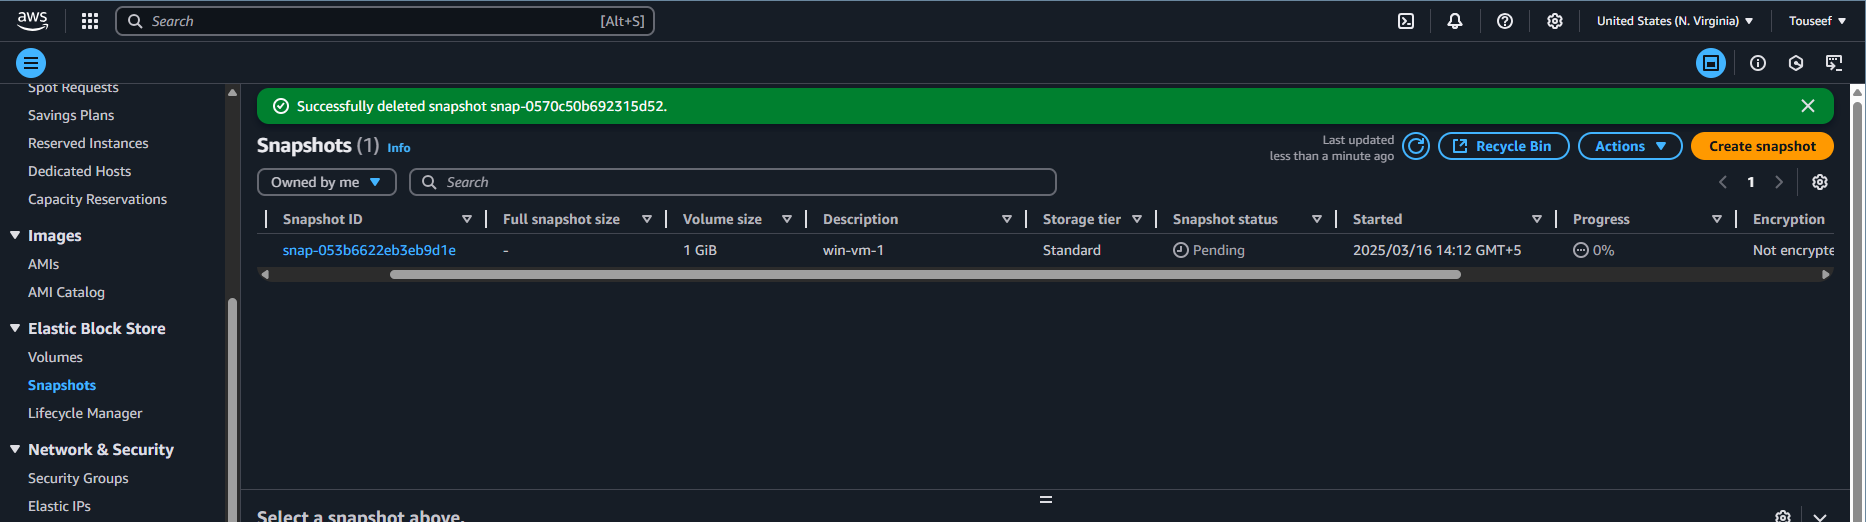 aws
Search [Alt+S]
United States (N. Virginia)
Touseef
Spot Requests
Savings Plans
Reserved Instances
Dedicated Hosts
Capacity Reservations
Images
AMIs
AMI Catalog
Elastic Block Store
Volumes
Snapshots
Lifecycle Manager
Network & Security
Security Groups
Elastic IPs
Successfully deleted snapshot snap-0570c50b692315d52.
Snapshots (1) Info
Last updated
less than a minute ago
Recycle Bin
Actions
Create snapshot
Owned by me
Search
1
Snapshot ID Full snapshot size Volume size Description Storage tier Snapshot status Started Progress Encryption
snap-053b6622eb3eb9d1e - 1 GiB win-vm-1 Standard Pending 2025/03/16 14:12 GMT+5 0% Not encrypte
Select a snapshot above.